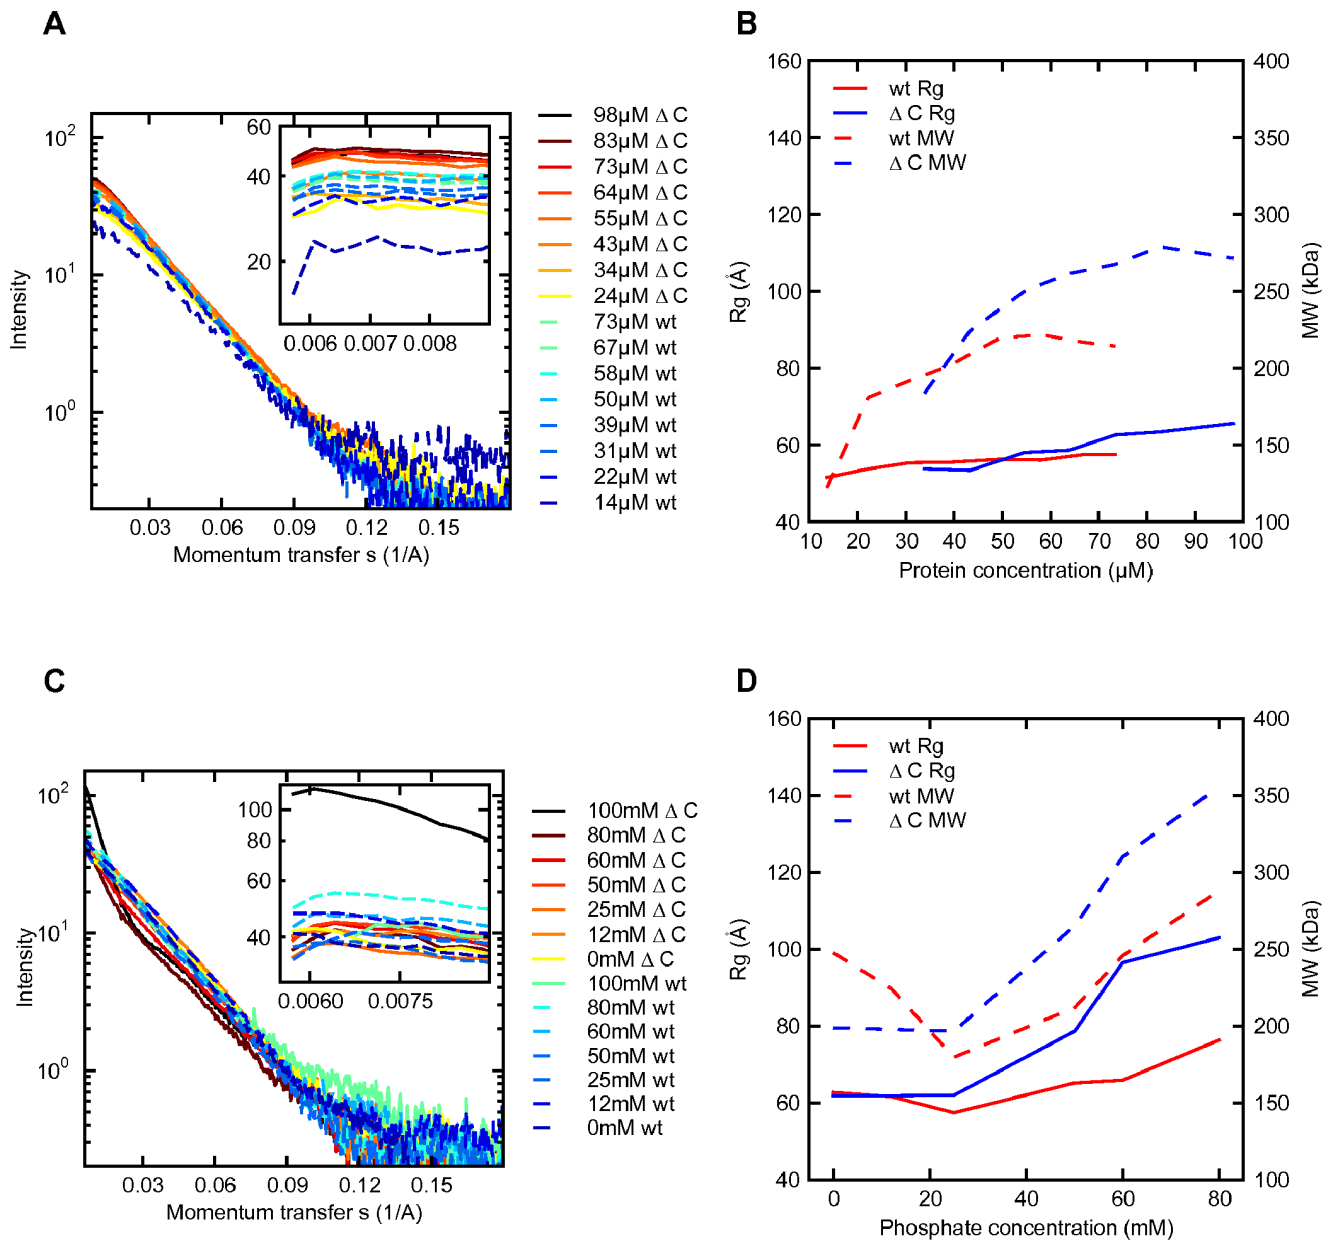 A
10²
10¹
10⁰
Intensity
60
40
20
0.006 0.007 0.008
0.03 0.06 0.09 0.12 0.15
Momentum transfer s (1/A)
98µM Δ C
83µM Δ C
73µM Δ C
64µM Δ C
55µM Δ C
43µM Δ C
34µM Δ C
24µM Δ C
73µM wt
67µM wt
58µM wt
50µM wt
39µM wt
31µM wt
22µM wt
14µM wt
B
160
140
120
100
80
60
40
Rg (Å)
wt Rg
Δ C Rg
wt MW
Δ C MW
400
350
300
250
200
150
100
MW (kDa)
10 20 30 40 50 60 70 80 90 100
Protein concentration (µM)
C
10²
10¹
10⁰
Intensity
100
80
60
40
0.0060 0.0075
0.03 0.06 0.09 0.12 0.15
Momentum transfer s (1/A)
100mM Δ C
80mM Δ C
60mM Δ C
50mM Δ C
25mM Δ C
12mM Δ C
0mM Δ C
100mM wt
80mM wt
60mM wt
50mM wt
25mM wt
12mM wt
0mM wt
D
160
140
120
100
80
60
40
Rg (Å)
wt Rg
Δ C Rg
wt MW
Δ C MW
400
350
300
250
200
150
100
MW (kDa)
0 20 40 60 80
Phosphate concentration (mM)